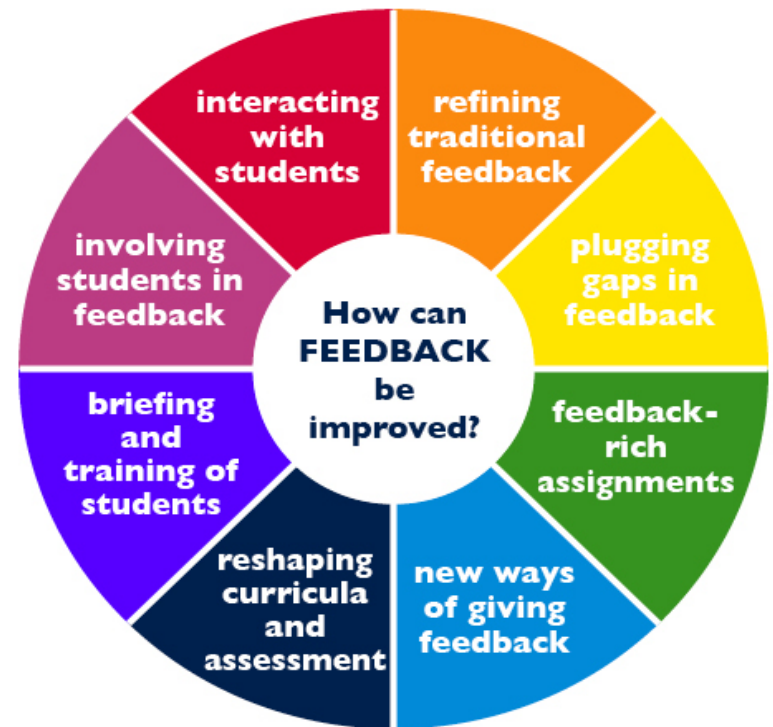 How can
FEEDBACK
be
improved?
refining
traditional
feedback
plugging
gaps in
feedback
feedback-
rich
assignments
new ways
of giving
feedback
reshaping
curricula
and
assessment
briefing
and
training of
students
involving
students in
feedback
interacting
with
students